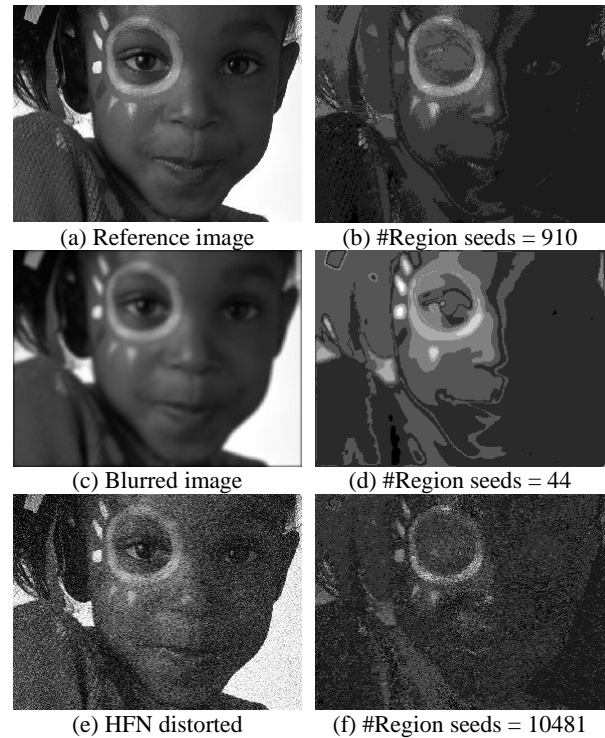 (a) Reference image
(b) #Region seeds = 910
(c) Blurred image
(d) #Region seeds = 44
(e) HFN distorted
(f) #Region seeds = 10481